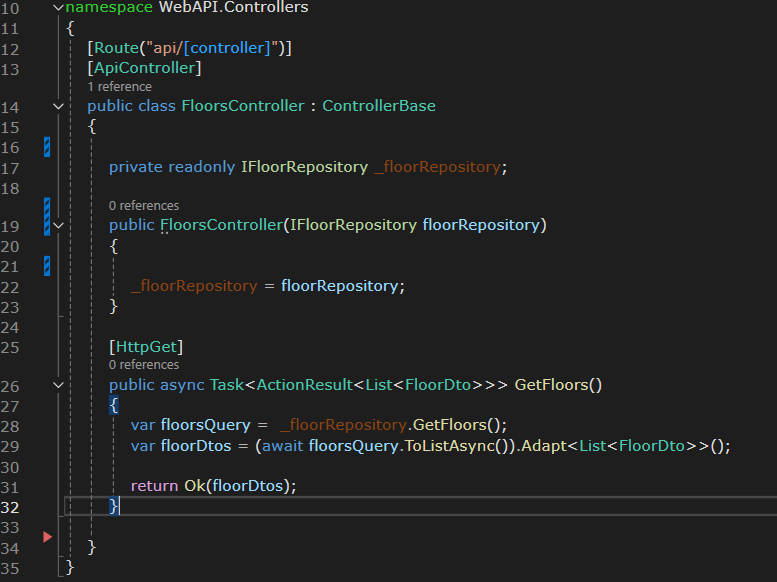 10 namespace WebAPI.Controllers
11 {
12 [Route("api/[controller]")]
13 [ApiController]
1 reference
14 public class FloorsController : ControllerBase
15 {
16
17 private readonly IFloorRepository _floorRepository;
18
0 references
19 public FloorsController(IFloorRepository floorRepository)
20 {
21
22 _floorRepository = floorRepository;
23 }
24
25 [HttpGet]
0 references
26 public async Task<ActionResult<List<FloorDto>>> GetFloors()
27 {
28 var floorsQuery = _floorRepository.GetFloors();
29 var floorDtos = (await floorsQuery.ToListAsync()).Adapt<List<FloorDto>>();
30
31 return Ok(floorDtos);
32 }
33
34 }
35 }